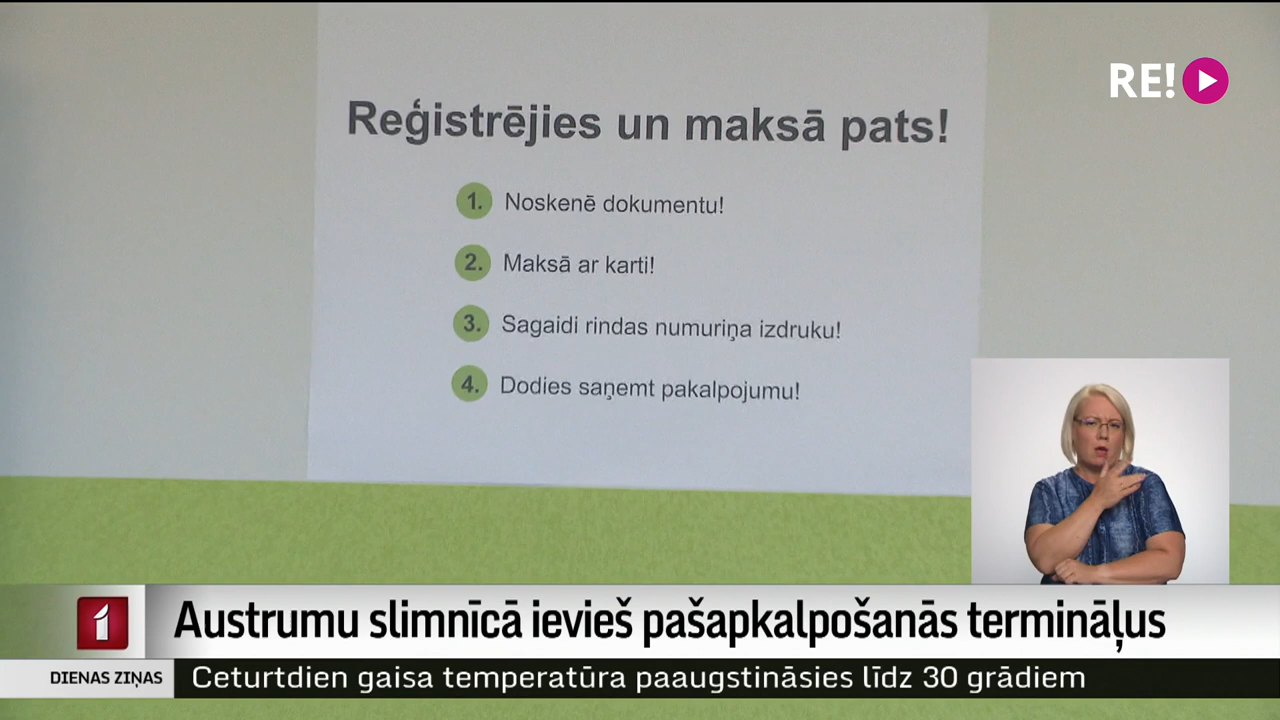 RE!
Reģistrējies un maksā pats!
1. Noskenē dokumentu!
2. Maksā ar karti!
3. Sagaidi rindas numuriņa izdruku!
4. Dodies saņemt pakalpojumu!
1 Austrumu slimnīcā ievieš pašapkalpošanās termināļus
DIENAS ZIŅAS Ceturtdien gaisa temperatūra paaugstināsies līdz 30 grādiem